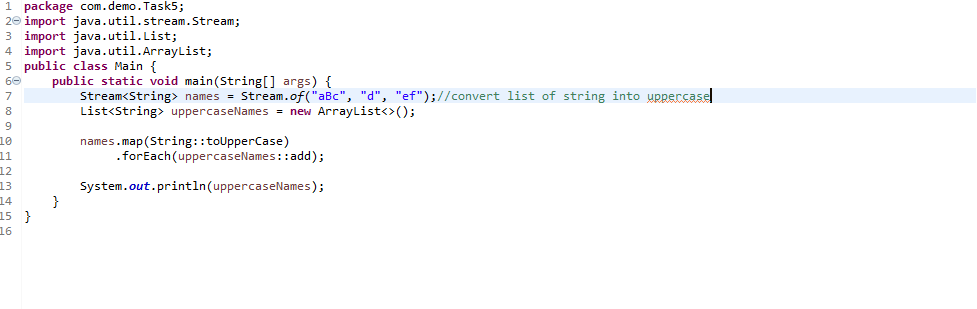 1 package com.demo.Task5;
2 import java.util.stream.Stream;
3 import java.util.List;
4 import java.util.ArrayList;
5 public class Main {
6     public static void main(String[] args) {
7         Stream<String> names = Stream.of("aBc", "d", "ef");//convert list of string into uppercase
8         List<String> uppercaseNames = new ArrayList<>();
9
10         names.map(String::toUpperCase)
11              .forEach(uppercaseNames::add);
12
13         System.out.println(uppercaseNames);
14     }
15 }
16